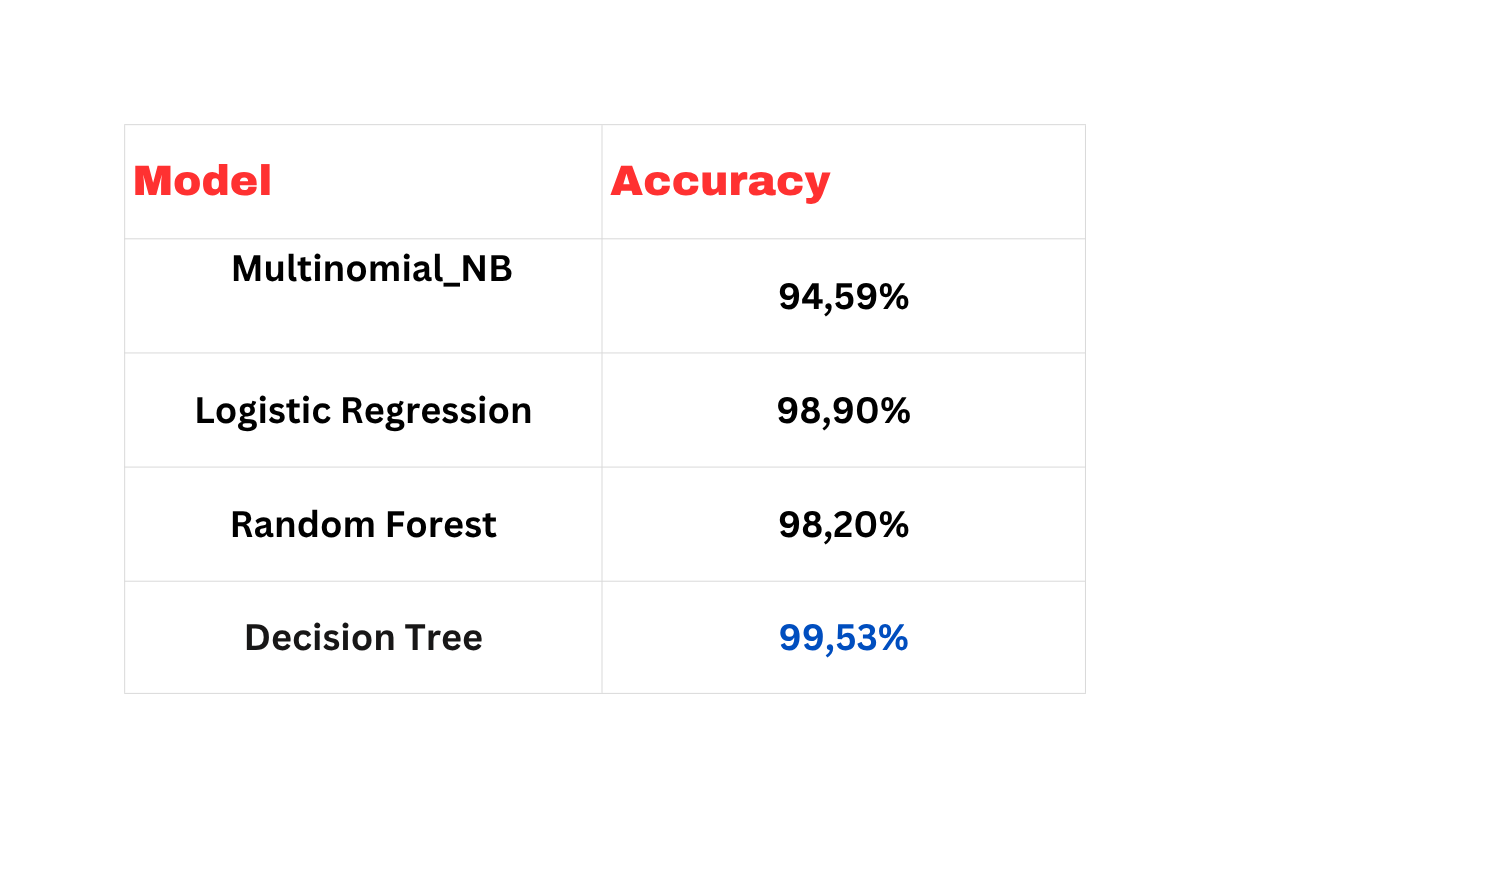 Model Accuracy
Multinomial_NB 94,59%
Logistic Regression 98,90%
Random Forest 98,20%
Decision Tree 99,53%